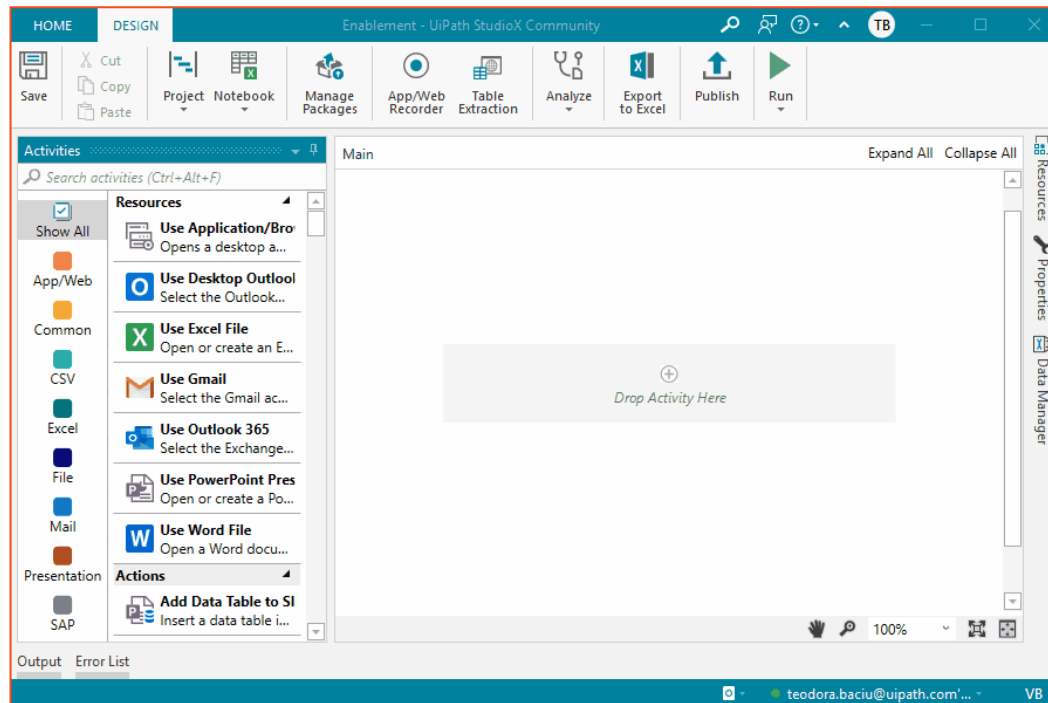 HOME DESIGN Enablement - UiPath StudioX Community TB
Save
Cut
Copy
Paste
Project Notebook
Manage Packages
App/Web Recorder
Table Extraction
Analyze
Export to Excel
Publish
Run
Activities
Search activities (Ctrl+Alt+F)
Show All
App/Web
Common
CSV
Excel
File
Mail
Presentation
SAP
Resources
Use Application/Bro
Opens a desktop a...
Use Desktop Outlool
Select the Outlook...
Use Excel File
Open or create an E...
Use Gmail
Select the Gmail ac...
Use Outlook 365
Select the Exchange...
Use PowerPoint Pres
Open or create a Po...
Use Word File
Open a Word docu...
Actions
Add Data Table to Sl
Insert a data table i...
Main Expand All Collapse All
Drop Activity Here
100%
Resources
Properties
Data Manager
Output Error List
teodora.baciu@uipath.com'... VB